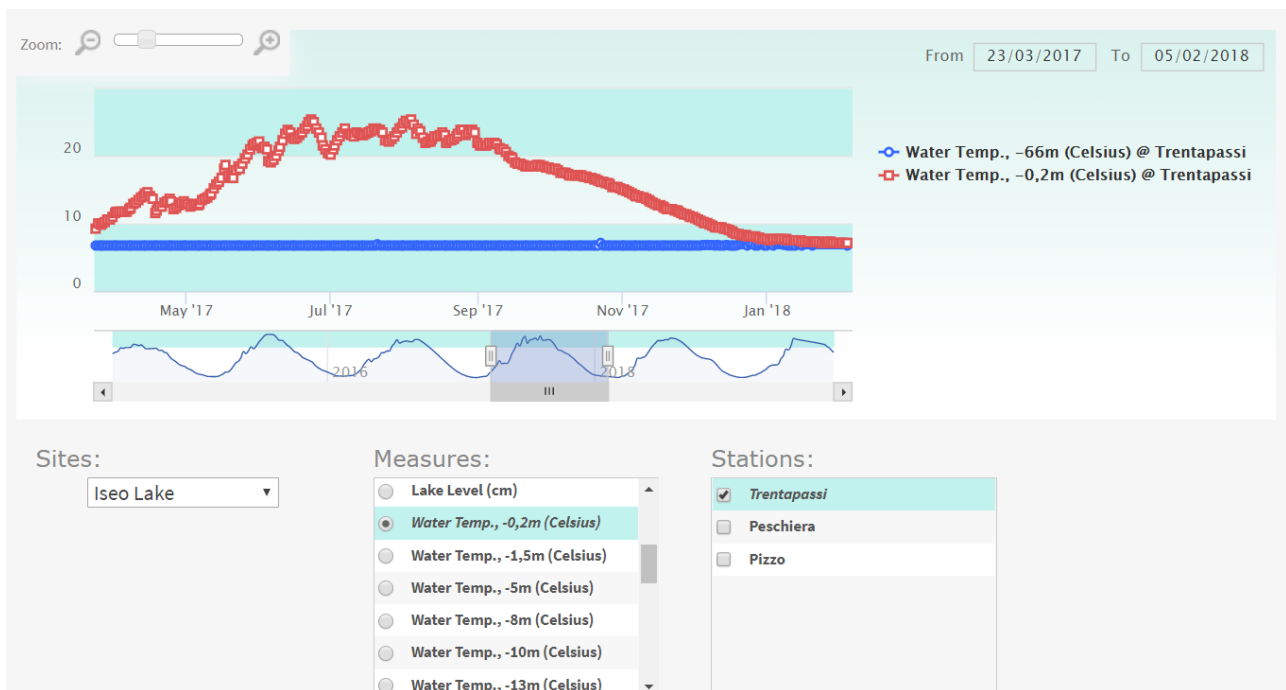 Zoom:
From 23/03/2017 To 05/02/2018
20
10
0
May '17 Jul '17 Sep '17 Nov '17 Jan '18
Water Temp., -66m (Celsius) @ Trentapassi
Water Temp., -0,2m (Celsius) @ Trentapassi
2016 2018
Sites:
Iseo Lake
Measures:
Lake Level (cm)
Water Temp., -0,2m (Celsius)
Water Temp., -1,5m (Celsius)
Water Temp., -5m (Celsius)
Water Temp., -8m (Celsius)
Water Temp., -10m (Celsius)
Water Temp., -13m (Celsius)
Stations:
Trentapassi
Peschiera
Pizzo